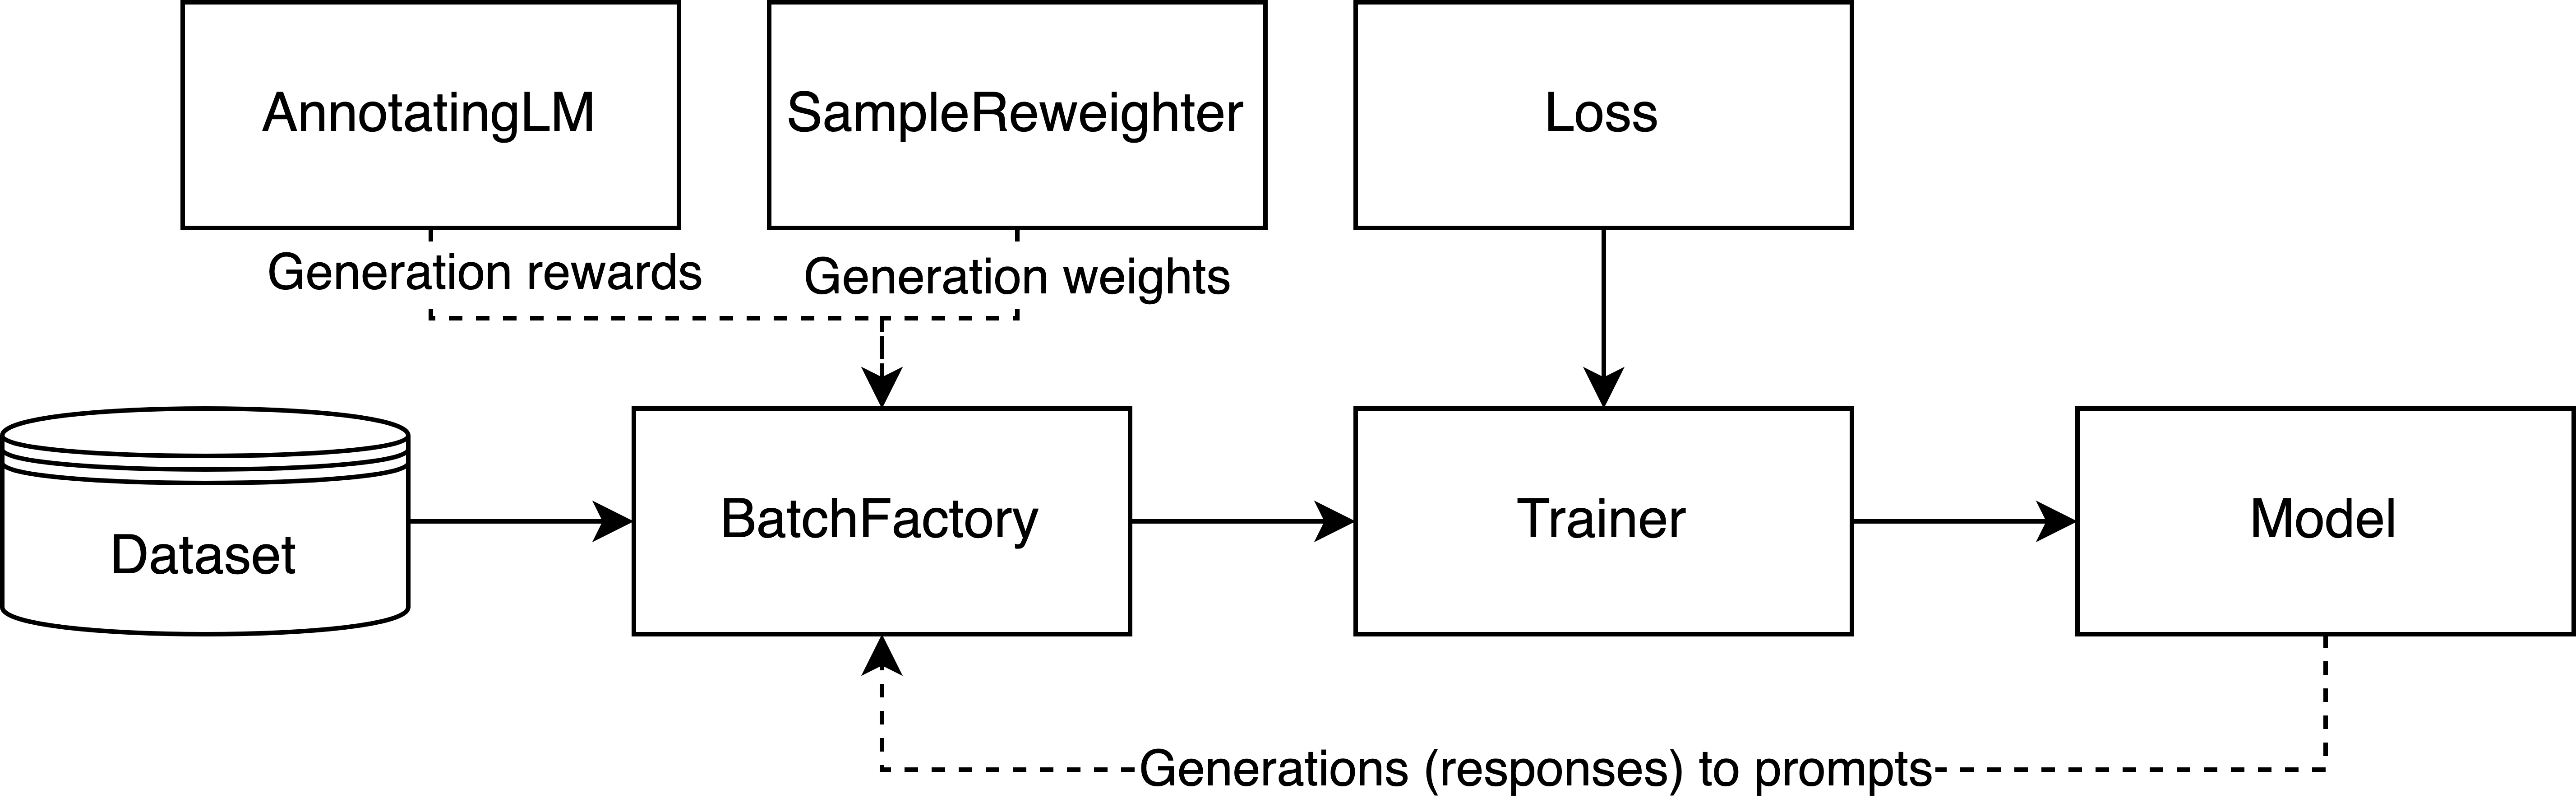 AnnotatingLM
SampleReweighter
Loss
Generation rewards
Generation weights
Dataset
BatchFactory
Trainer
Model
Generations (responses) to prompts